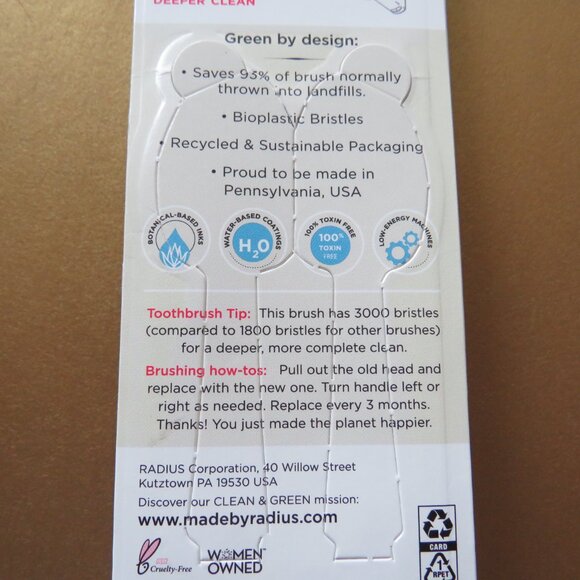 DEEPER CLEAN
Green by design:
• Saves 93% of brush normally
thrown into landfills.
• Bioplastic Bristles
• Recycled & Sustainable Packaging
• Proud to be made in
Pennsylvania, USA
BOTANICAL-BASED INKS
WATER-BASED COATINGS
H2O
100% TOXIN FREE
100%
TOXIN
FREE
LOW-ENERGY MACHINES
Toothbrush Tip: This brush has 3000 bristles
(compared to 1800 bristles for other brushes)
for a deeper, more complete clean.
Brushing how-tos: Pull out the old head and
replace with the new one. Turn handle left or
right as needed. Replace every 3 months.
Thanks! You just made the planet happier.
RADIUS Corporation, 40 Willow Street
Kutztown PA 19530 USA
Discover our CLEAN & GREEN mission:
www.madebyradius.com
Cruelty-Free
WOMEN
OWNED
CARD
1
RPET